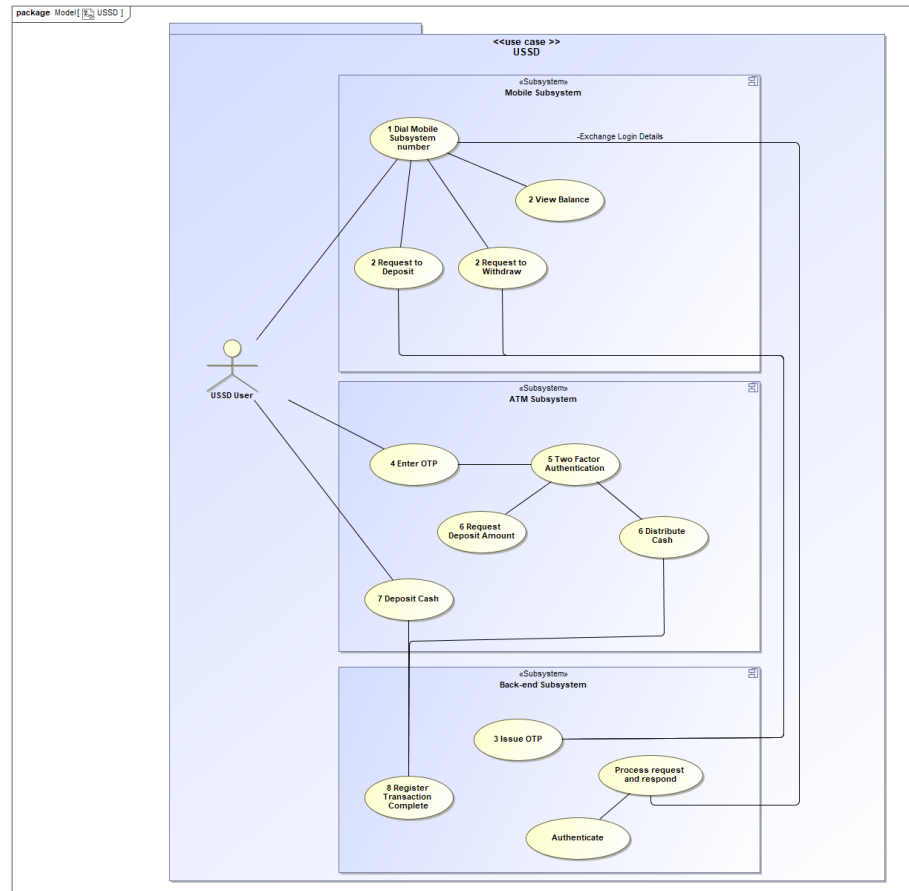 package Model[ USSD ]
<<use case >>
USSD
«Subsystem»
Mobile Subsystem
1 Dial Mobile
Subsystem
number
-Exchange Login Details
2 View Balance
2 Request to
Deposit
2 Request to
Withdraw
USSD User
«Subsystem»
ATM Subsystem
4 Enter OTP
5 Two Factor
Authentication
6 Request
Deposit Amount
6 Distribute
Cash
7 Deposit Cash
«Subsystem»
Back-end Subsystem
3 Issue OTP
Process request
and respond
8 Register
Transaction
Complete
Authenticate